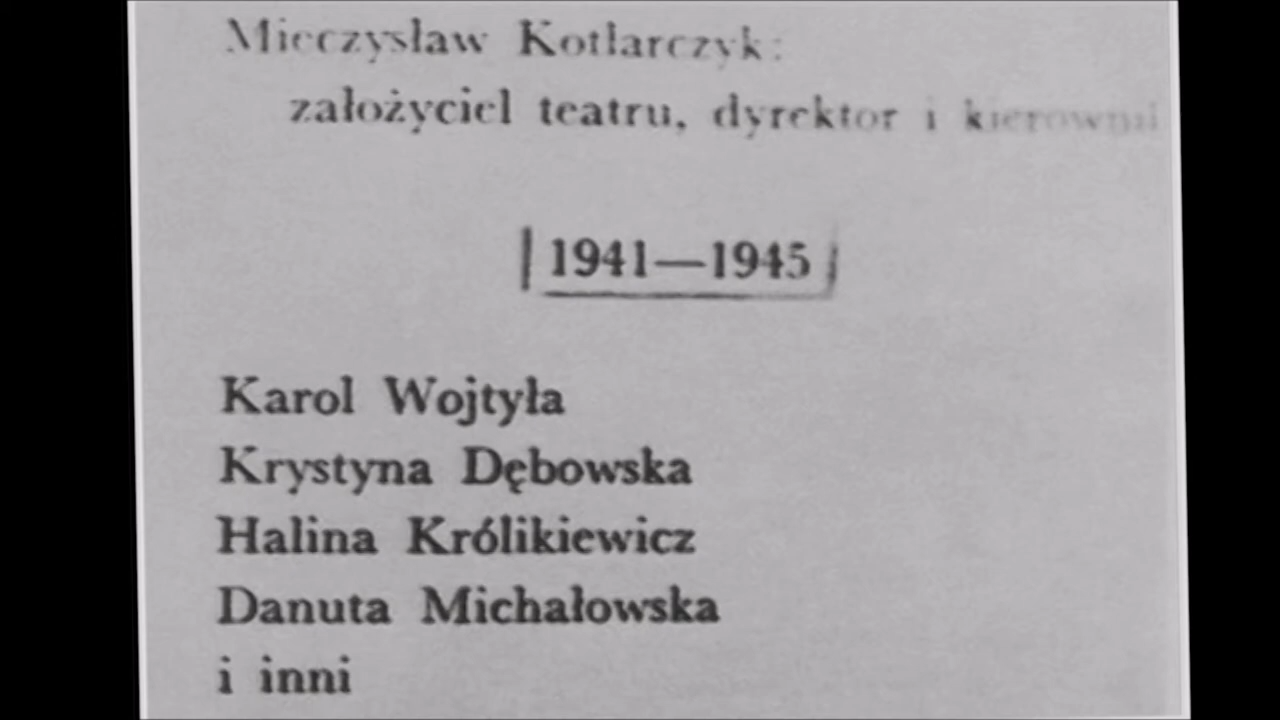 Mieczysław Kotlarczyk:
założyciel teatru, dyrektor i
1941—1945
Karol Wojtyła
Krystyna Dębowska
Halina Królikiewicz
Danuta Michałowska
i inni